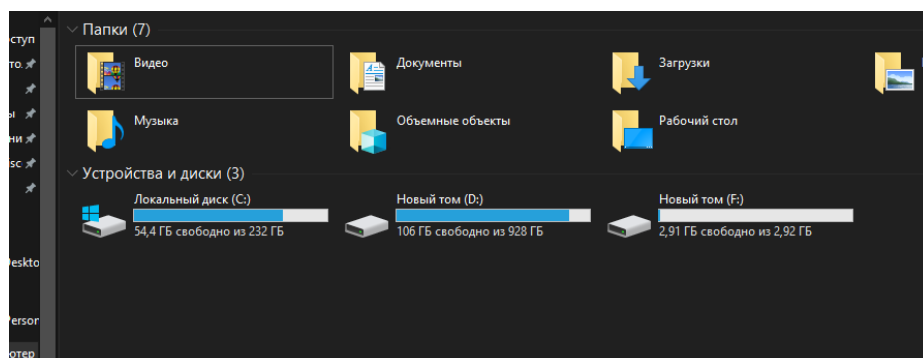 Папки (7)
Видео
Документы
Загрузки
Музыка
Объемные объекты
Рабочий стол
Устройства и диски (3)
Локальный диск (C:)
54,4 ГБ свободно из 232 ГБ
Новый том (D:)
106 ГБ свободно из 928 ГБ
Новый том (F:)
2,91 ГБ свободно из 2,92 ГБ